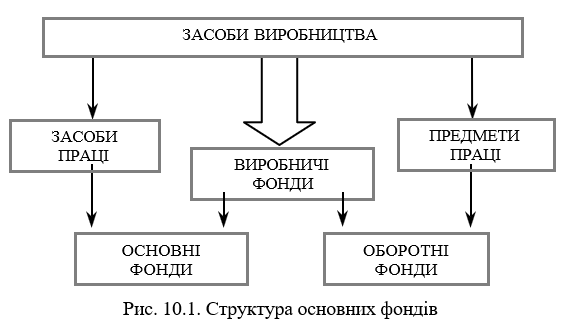 ЗАСОБИ ВИРОБНИЦТВА
ЗАСОБИ
ПРАЦІ
ПРЕДМЕТИ
ПРАЦІ
ВИРОБНИЧІ
ФОНДИ
ОСНОВНІ
ФОНДИ
ОБОРОТНІ
ФОНДИ
Рис. 10.1. Структура основних фондів